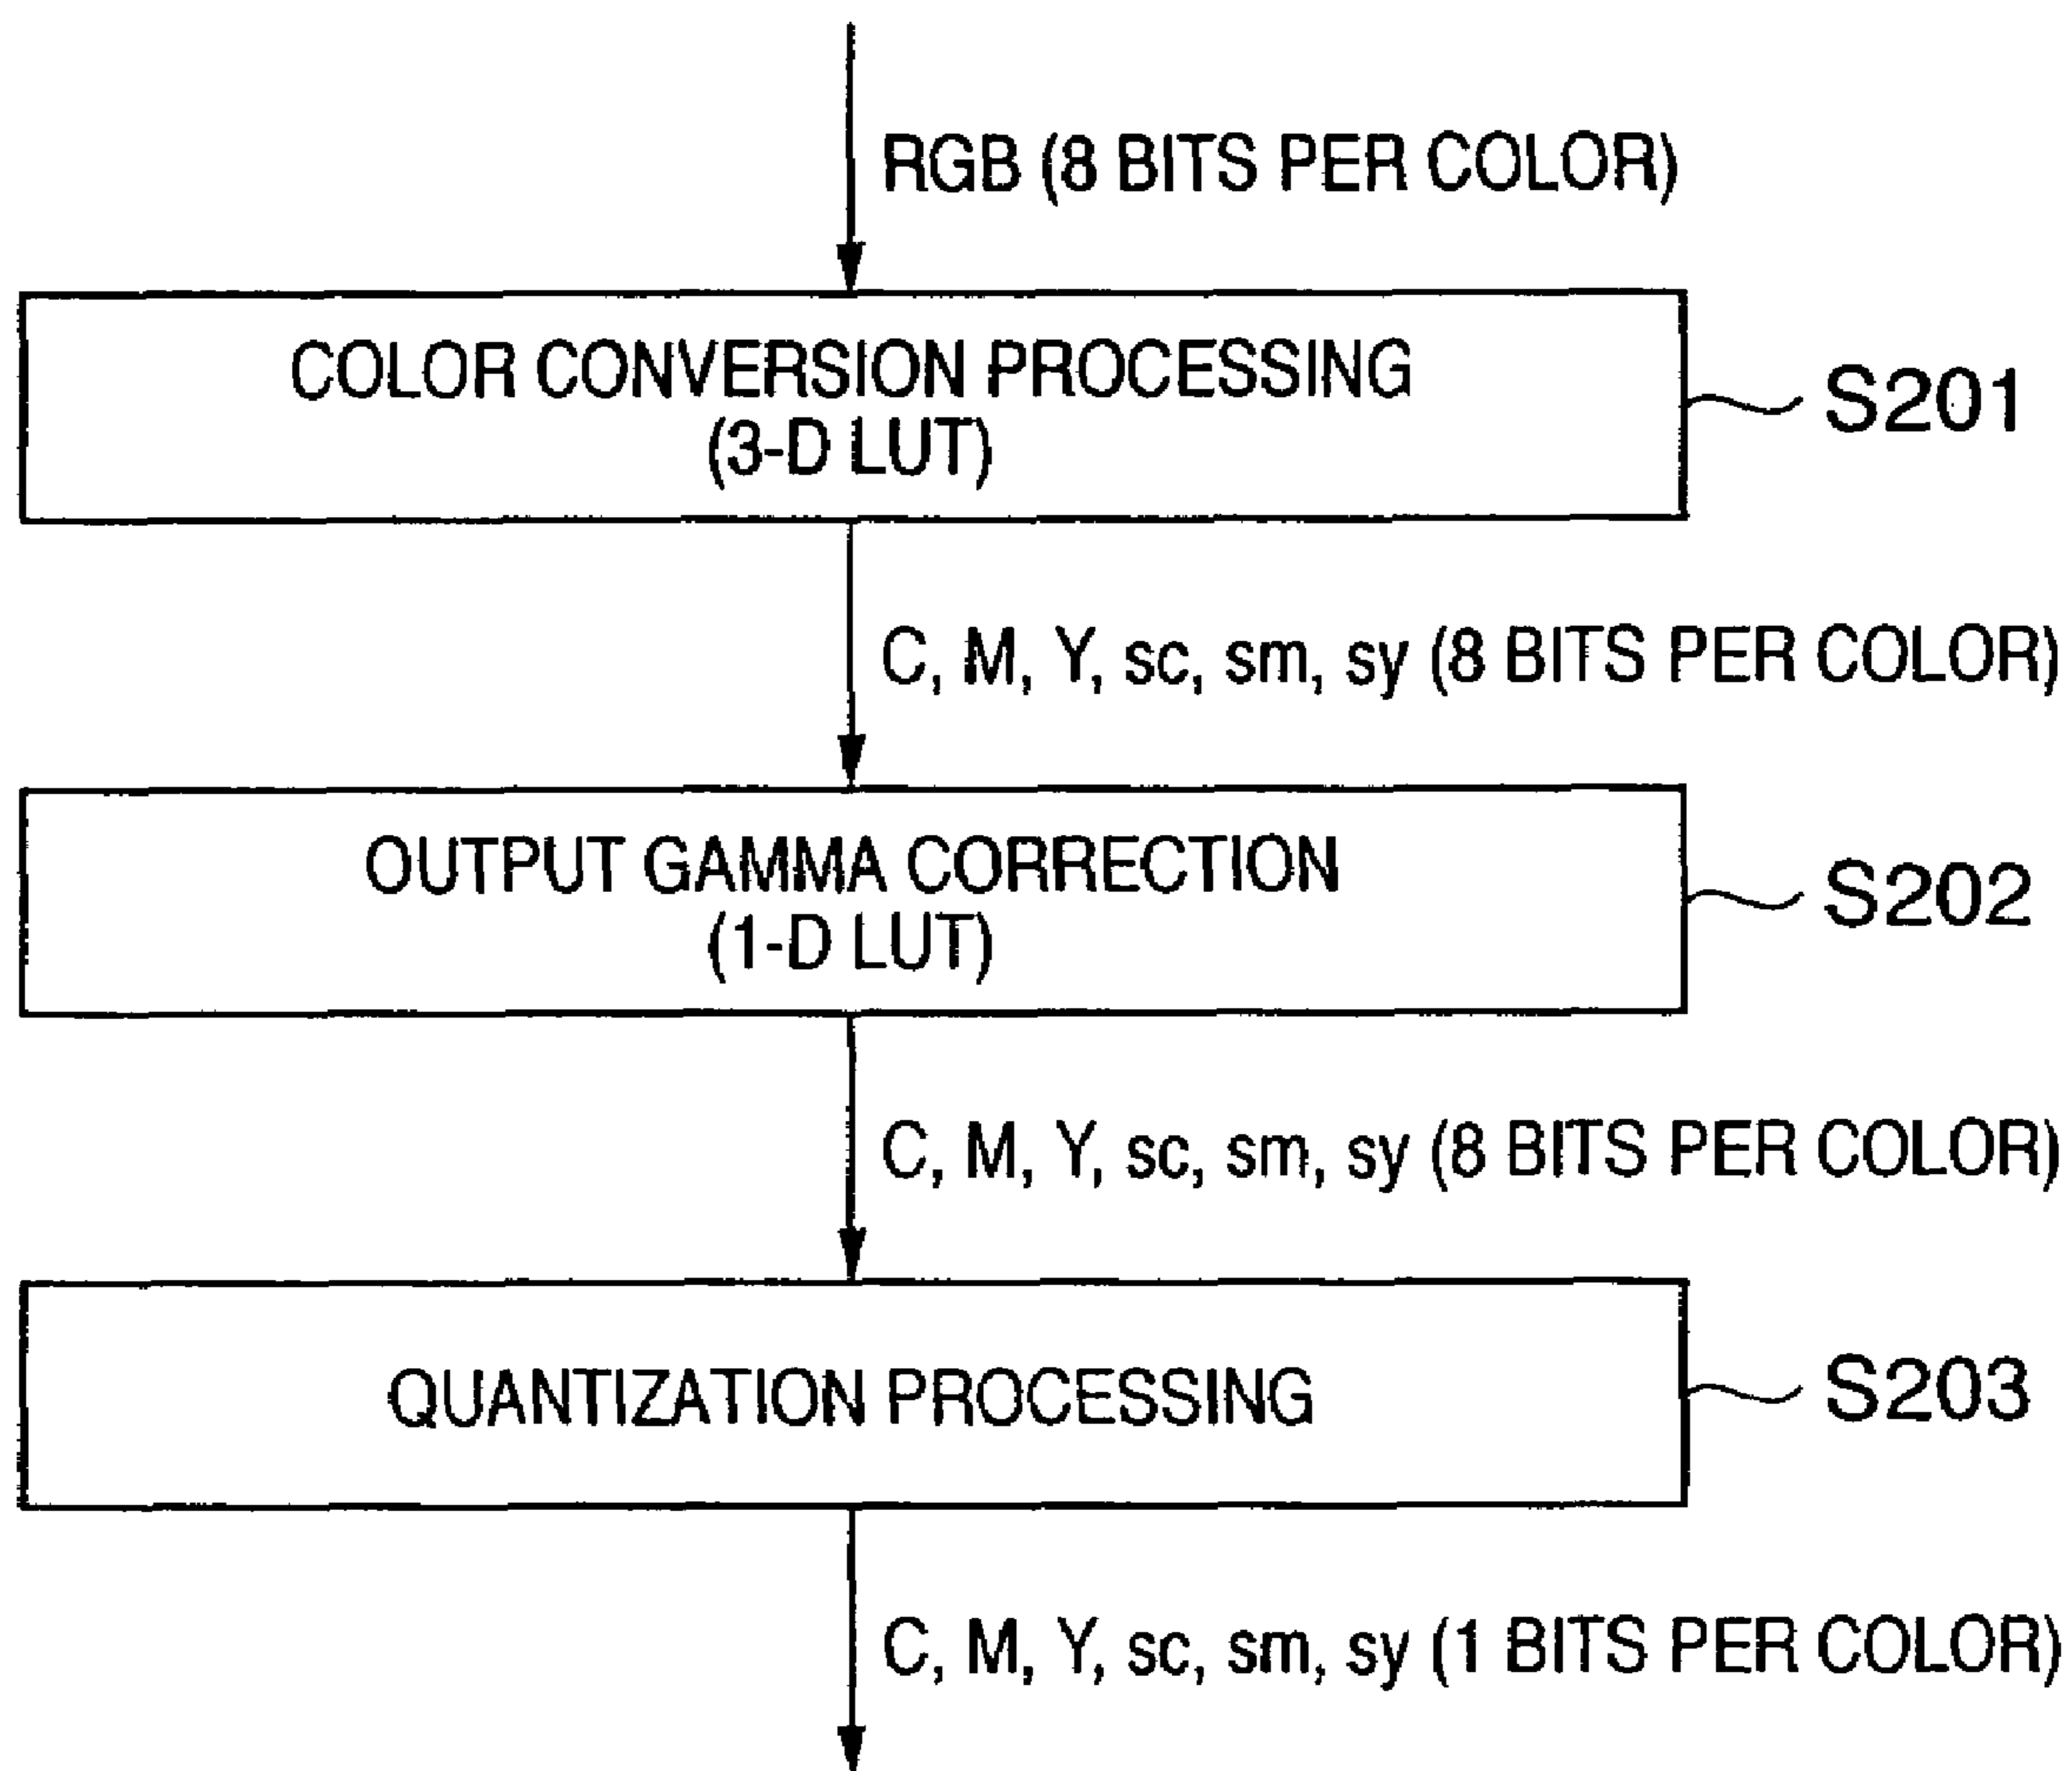 RGB (8 BITS PER COLOR)
COLOR CONVERSION PROCESSING
(3-D LUT)
S201
C, M, Y, sc, sm, sy (8 BITS PER COLOR)
OUTPUT GAMMA CORRECTION
(1-D LUT)
S202
C, M, Y, sc, sm, sy (8 BITS PER COLOR)
QUANTIZATION PROCESSING
S203
C, M, Y, sc, sm, sy (1 BITS PER COLOR)